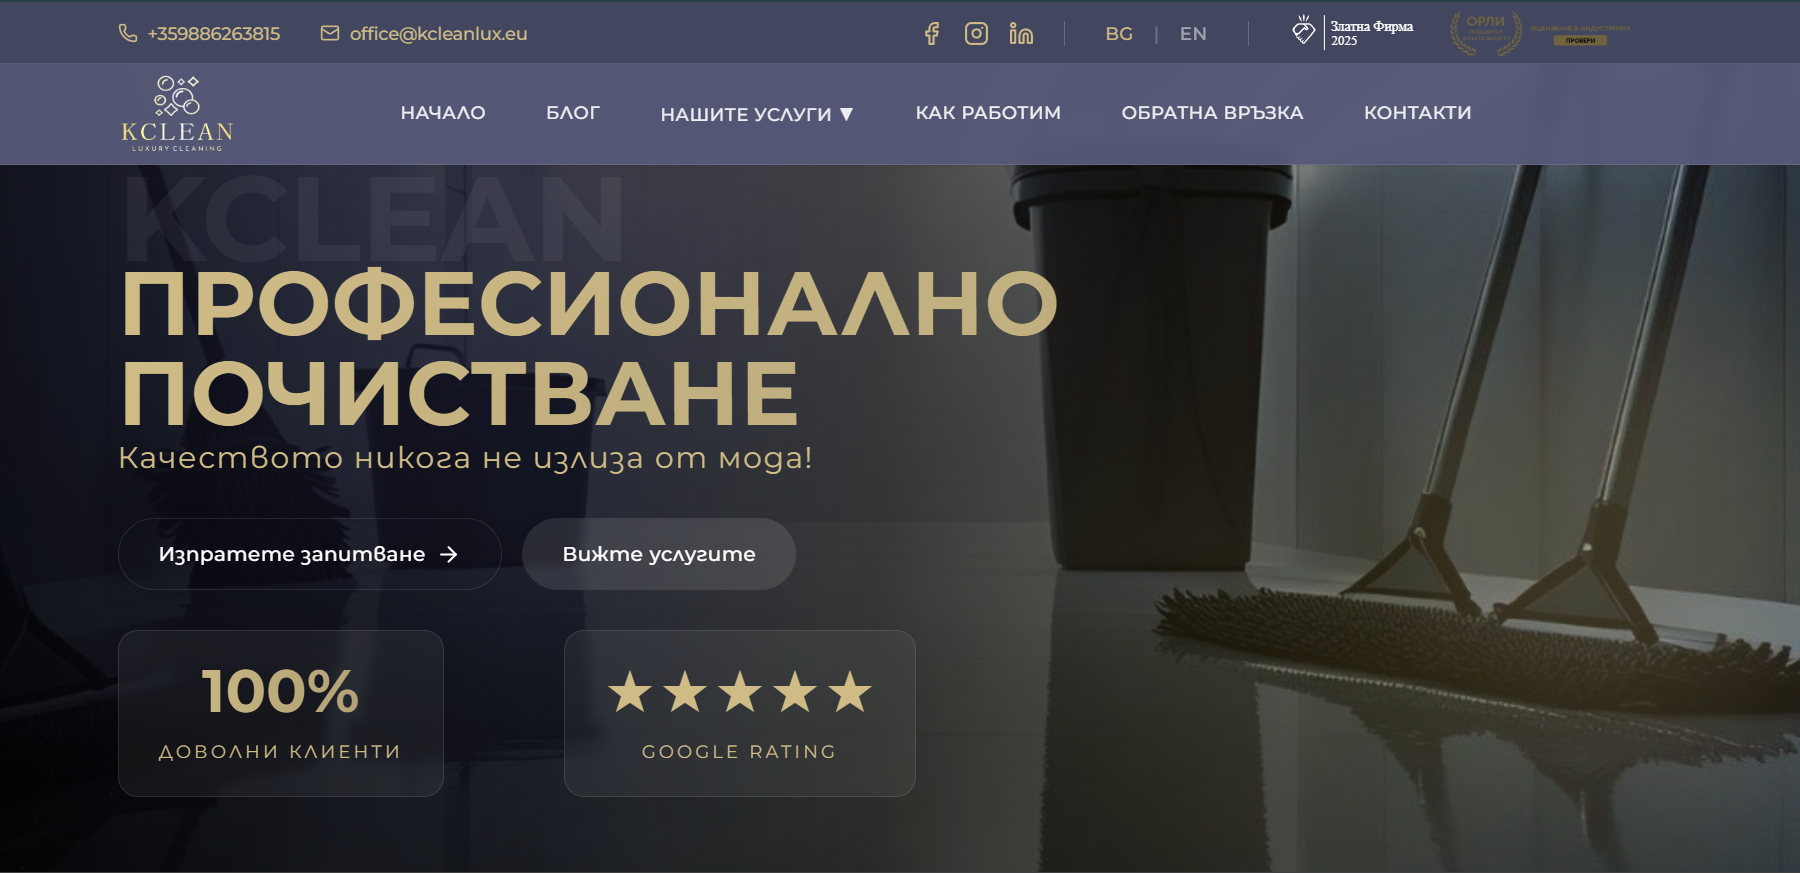 +359886263815
office@kcleanlux.eu
BG | EN
Златна Фирма
2025
ОРЛИ
ПРОВЕРИ
KCLEAN
LUXURY CLEANING
НАЧАЛО
БЛОГ
НАШИТЕ УСЛУГИ ▼
КАК РАБОТИМ
ОБРАТНА ВРЪЗКА
КОНТАКТИ
KCLEAN
ПРОФЕСИОНАЛНО
ПОЧИСТВАНЕ
Качеството никога не излиза от мода!
Изпратете запитване →
Вижте услугите
100%
ДОВОЛНИ КЛИЕНТИ
★★★★★
GOOGLE RATING